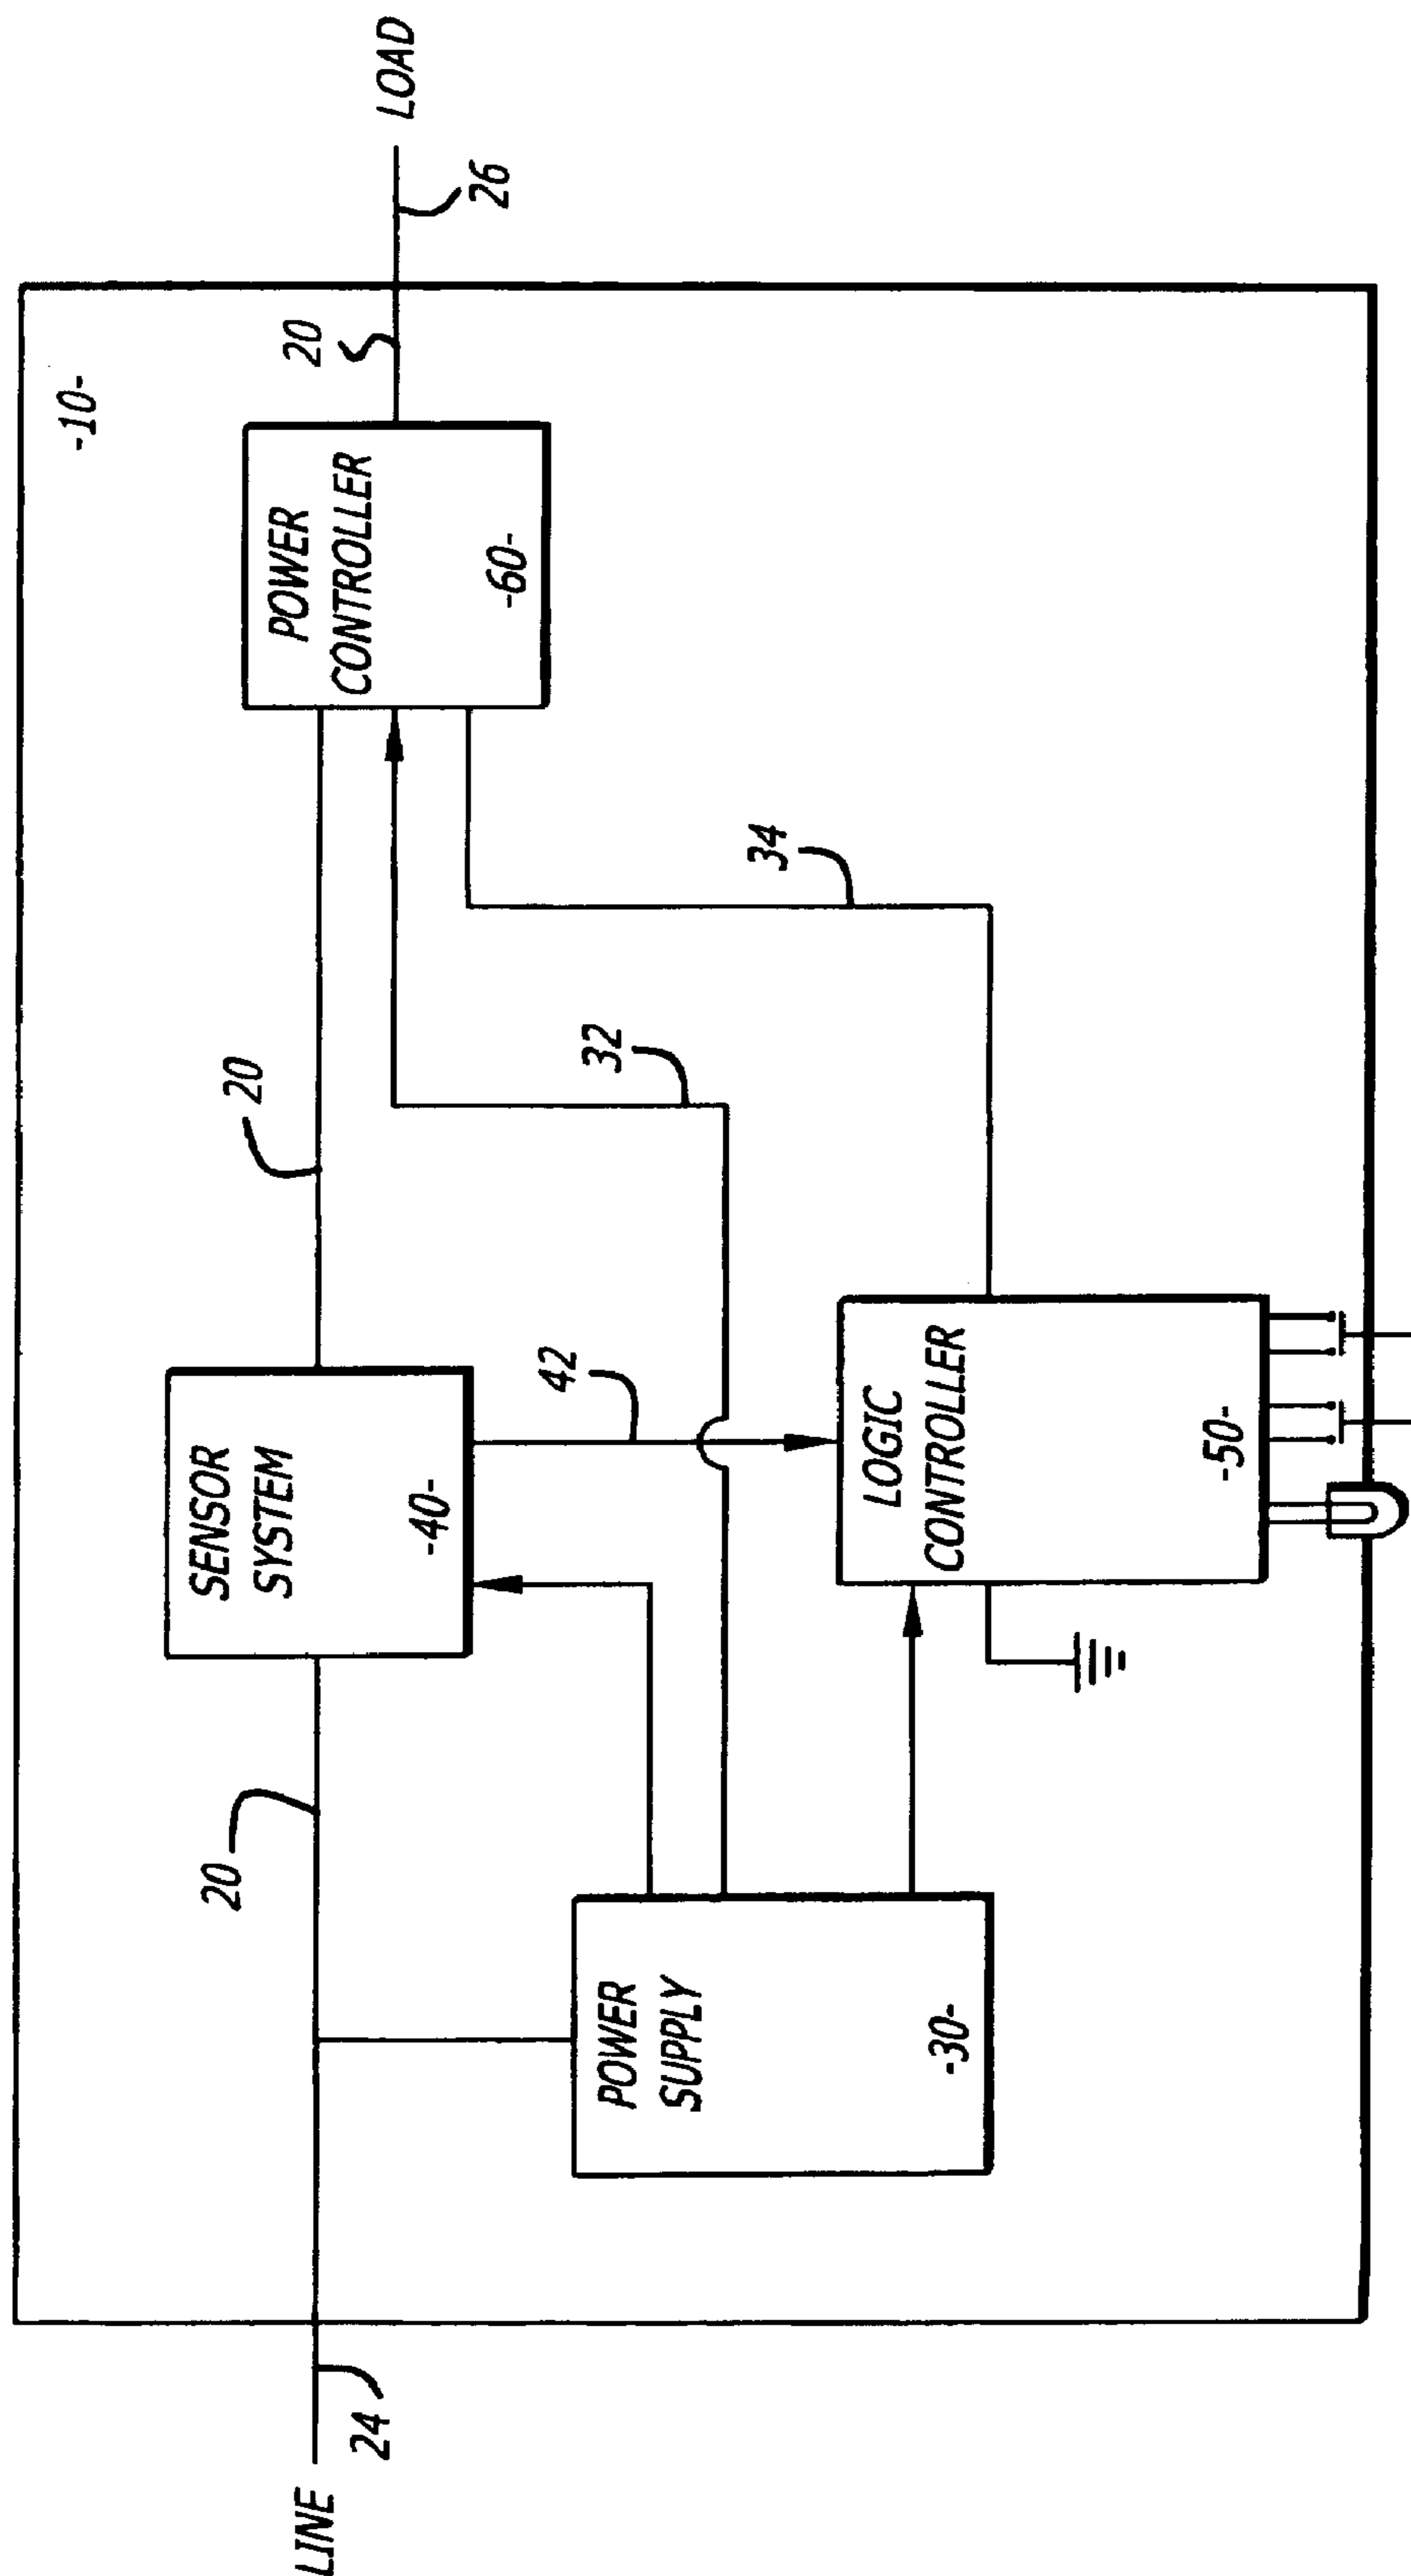 -10-
SENSOR
SYSTEM
-40-
POWER
CONTROLLER
-60-
20
20
20
LINE
24
LOAD
26
POWER
SUPPLY
-30-
42
32
34
LOGIC
CONTROLLER
-50-